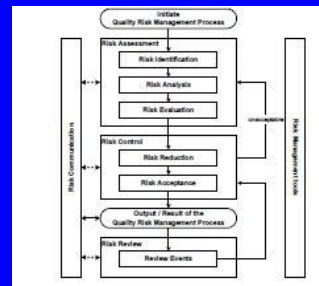 Initiate
Quality Risk Management Process
Risk Assessment
Risk Identification
Risk Analysis
Risk Evaluation
unacceptable
Risk Communication
Risk Management tools
Risk Control
Risk Reduction
Risk Acceptance
Output / Result of the
Quality Risk Management Process
Risk Review
Review Events